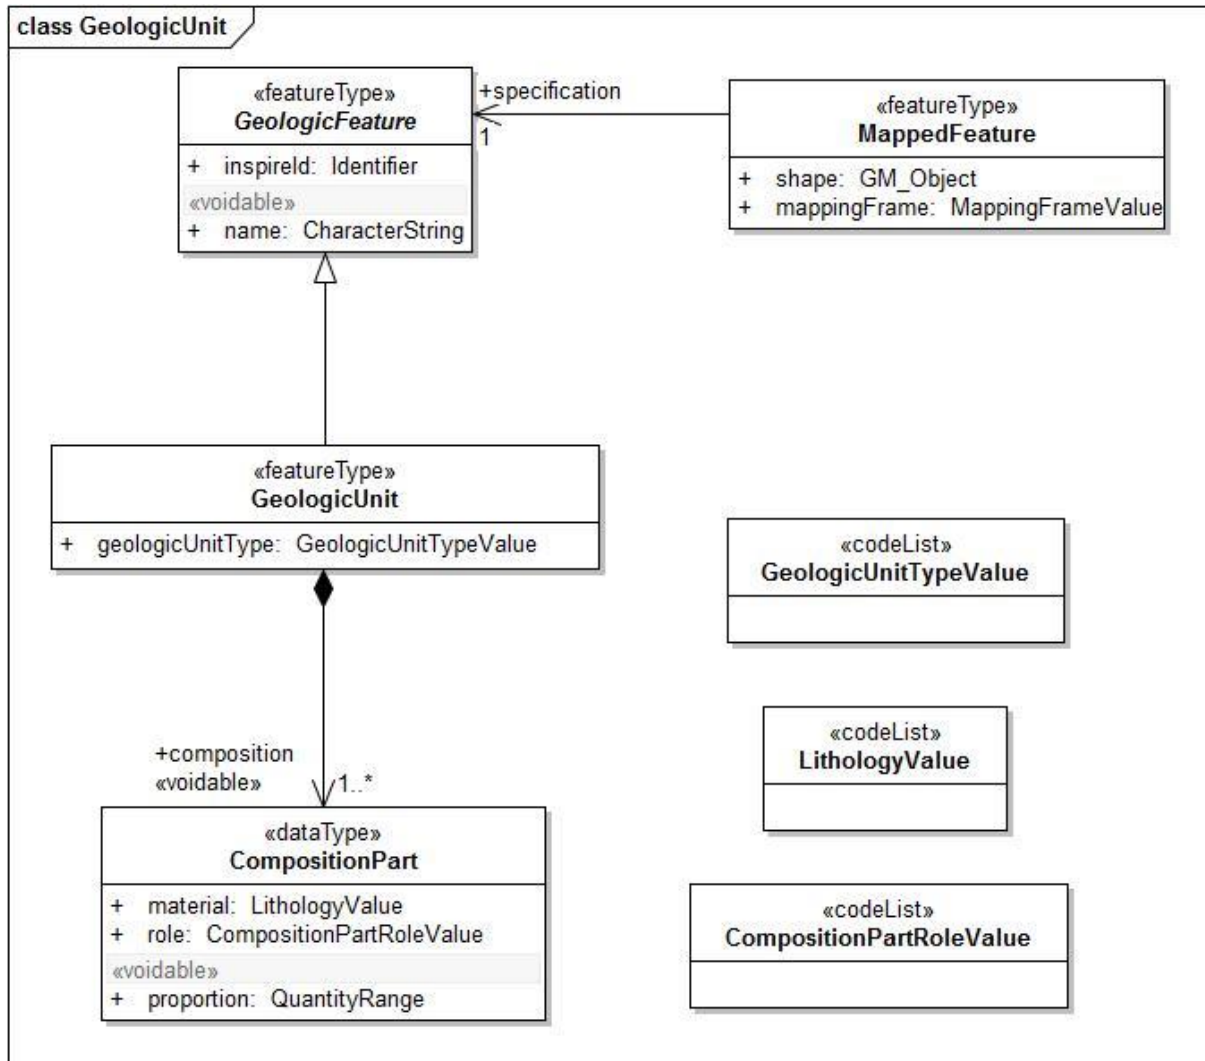 class GeologicUnit
«featureType»
GeologicFeature
+ inspireId: Identifier
«voidable»
+ name: CharacterString
+specification
1
«featureType»
MappedFeature
+ shape: GM_Object
+ mappingFrame: MappingFrameValue
«featureType»
GeologicUnit
+ geologicUnitType: GeologicUnitTypeValue
«codeList»
GeologicUnitTypeValue
«codeList»
LithologyValue
+composition
«voidable»
1..*
«dataType»
CompositionPart
+ material: LithologyValue
+ role: CompositionPartRoleValue
«voidable»
+ proportion: QuantityRange
«codeList»
CompositionPartRoleValue